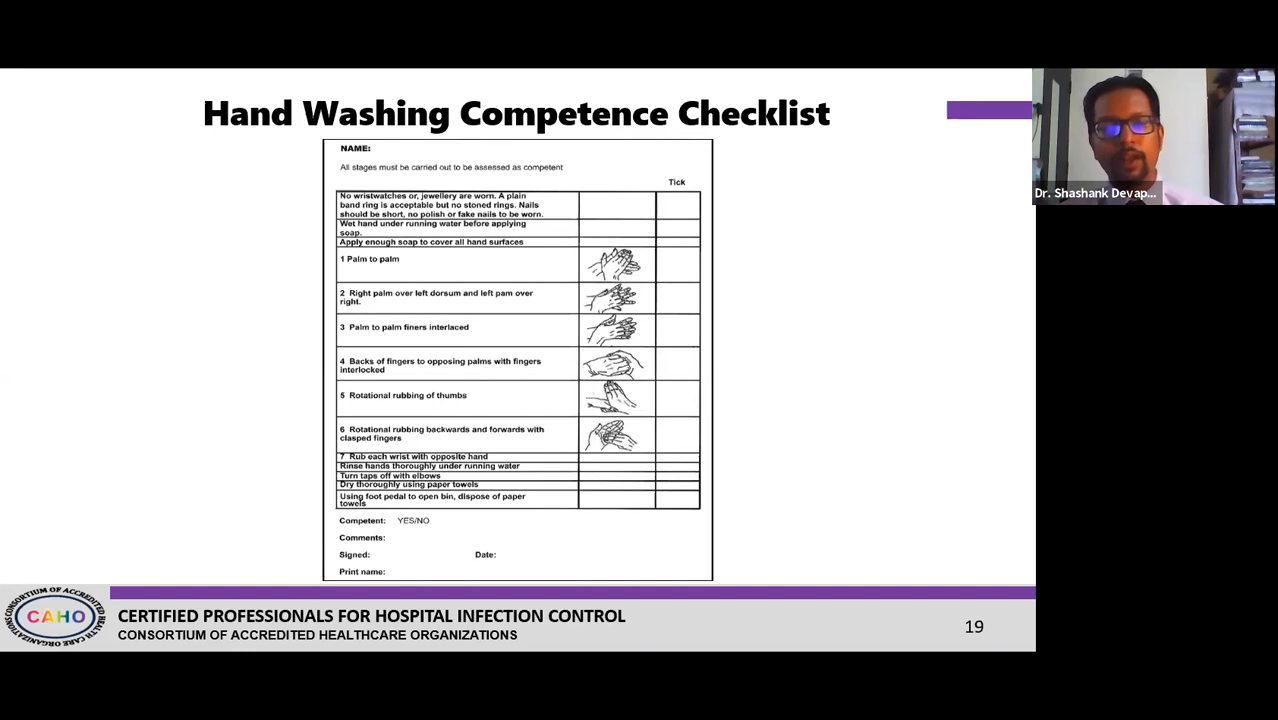 Hand Washing Competence Checklist
NAME:
All stages must be carried out to be assessed as competent
Tick
No wristwatches or, jewellery are worn. A plain
band ring is acceptable but no stoned rings. Nails
should be short, no polish or fake nails to be worn.
Wet hand under running water before applying
soap.
Apply enough soap to cover all hand surfaces
1 Palm to palm
2 Right palm over left dorsum and left pam over
right.
3 Palm to palm finers interlaced
4 Backs of fingers to opposing palms with fingers
interlocked
5 Rotational rubbing of thumbs
6 Rotational rubbing backwards and forwards with
clasped fingers
7 Rub each wrist with opposite hand
Rinse hands thoroughly under running water
Turn taps off with elbows
Dry thoroughly using paper towels
Using foot pedal to open bin, dispose of paper
towels
Competent: YES/NO
Comments:
Signed: Date:
Print name:
Dr. Shashank Devap...
CONSORTIUM OF ACCREDITED HEALTH CARE ORGANIZATIONS
CAHO
CERTIFIED PROFESSIONALS FOR HOSPITAL INFECTION CONTROL
CONSORTIUM OF ACCREDITED HEALTHCARE ORGANIZATIONS
19